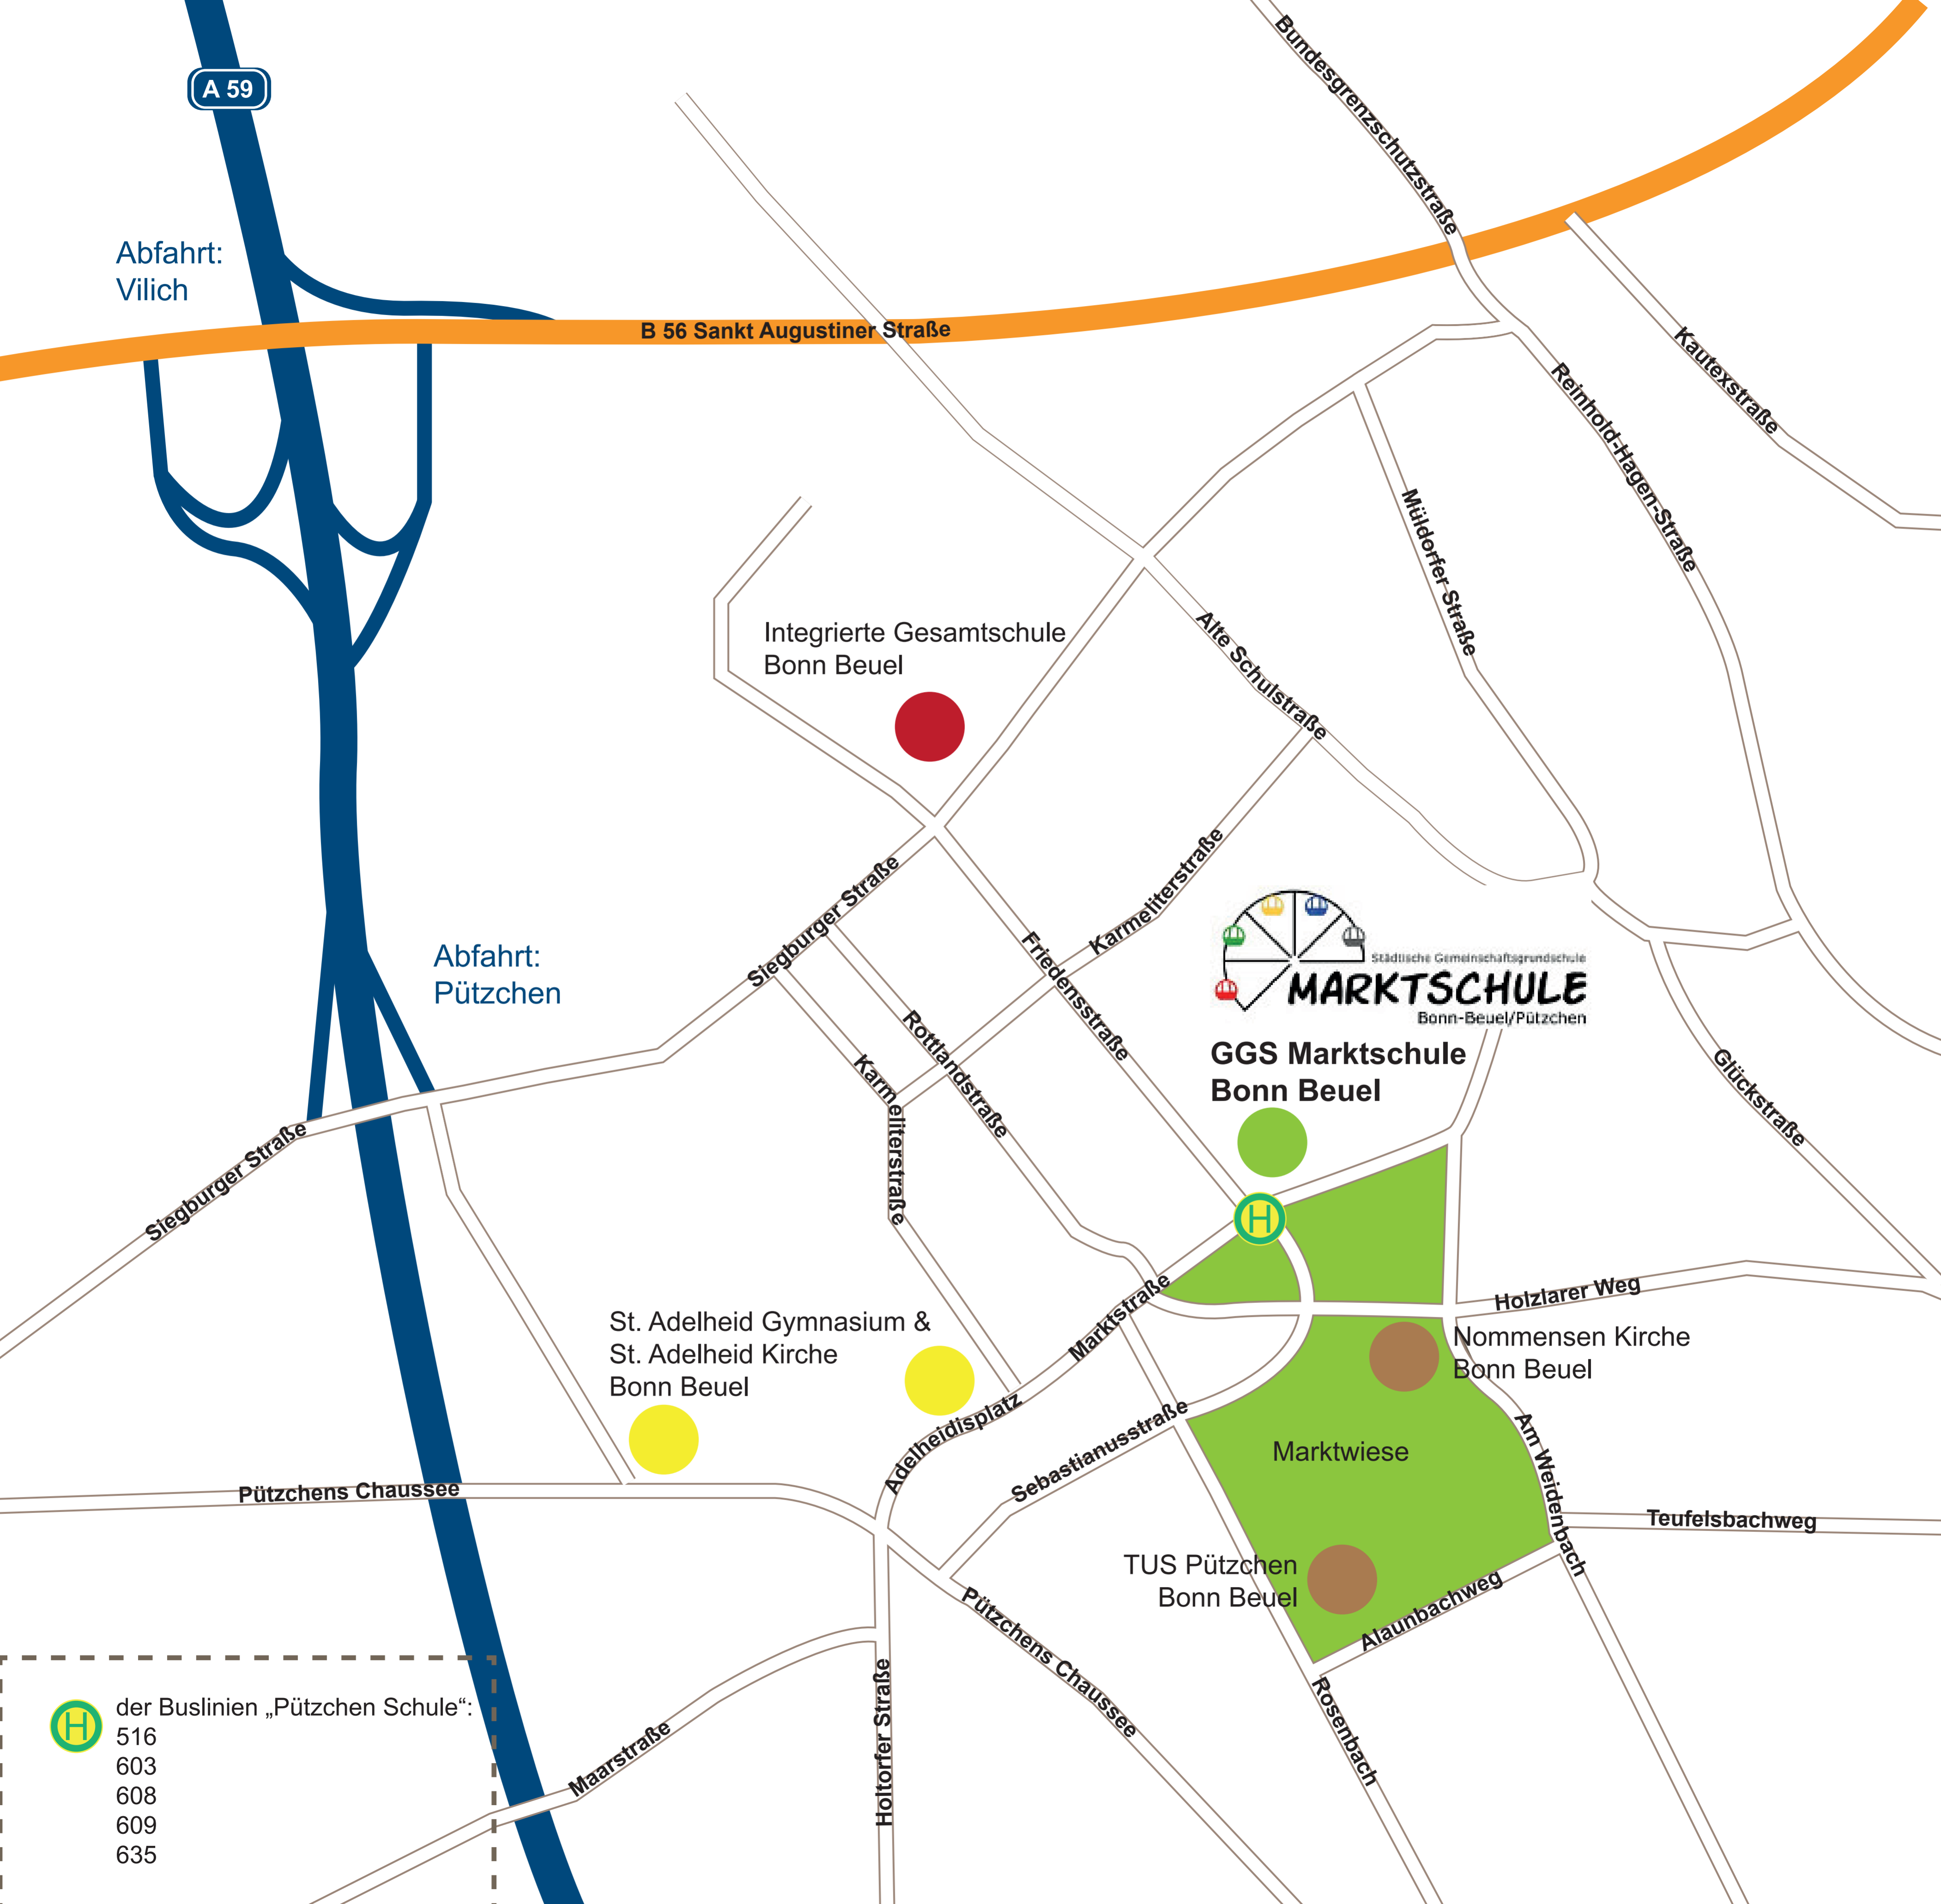 A 59
Bundesgrenzschutzstraße
Abfahrt:
Vilich
B 56 Sankt Augustiner Straße
Kautexstraße
Reinhold-Hagen-Straße
Müldorfer Straße
Integrierte Gesamtschule
Bonn Beuel
Alte Schulstraße
Siegburger Straße
Karmeliterstraße
Friedensstraße
Abfahrt:
Pützchen
Städtische Gemeinschaftsgrundschule
MARKTSCHULE
Bonn-Beuel/Pützchen
GGS Marktschule
Bonn Beuel
Rottlandstraße
Karmeliterstraße
Glückstraße
Siegburger Straße
H
Marktstraße
Holzlarer Weg
St. Adelheid Gymnasium &
St. Adelheid Kirche
Bonn Beuel
Nommensen Kirche
Bonn Beuel
Adelheidisplatz
Sebastianusstraße
Marktwiese
Am Weidenbach
Pützchens Chaussee
Teufelsbachweg
TUS Pützchen
Bonn Beuel
Alaunbachweg
Pützchens Chaussee
Rosenbach
Holtorfer Straße
Maarstraße
H
der Buslinien „Pützchen Schule“:
516
603
608
609
635